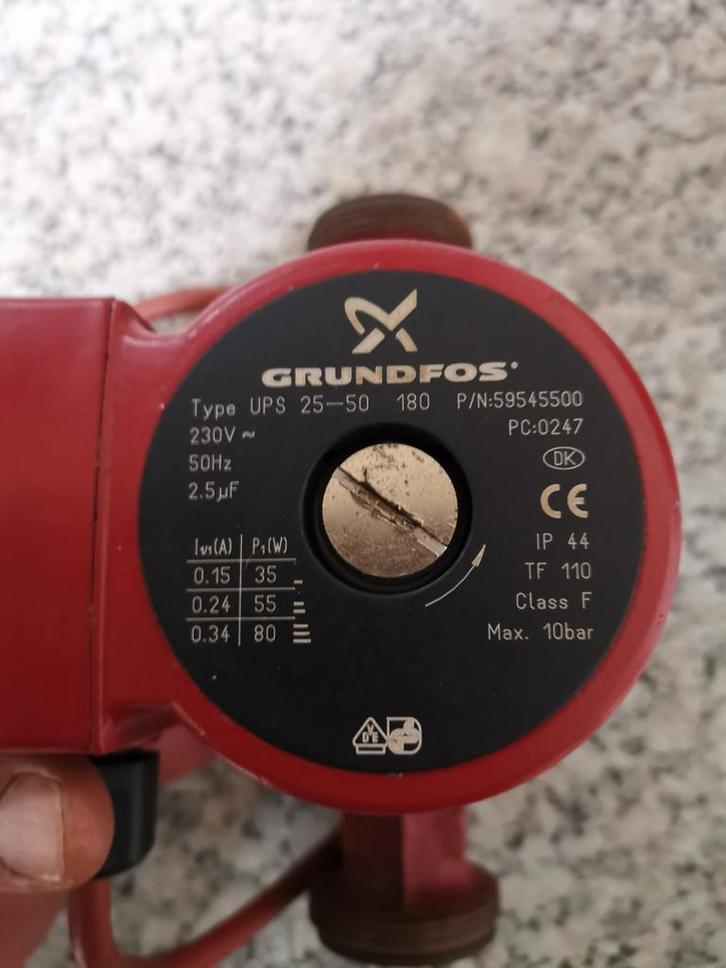 GRUNDFOS
Type UPS 25-50 180 P/N:59545500
230V ~ PC:0247
50Hz DK
2.5µF CE
I1/1(A) P1(W) IP 44
0.15 35 TF 110
0.24 55 Class F
0.34 80 Max. 10bar
VDE